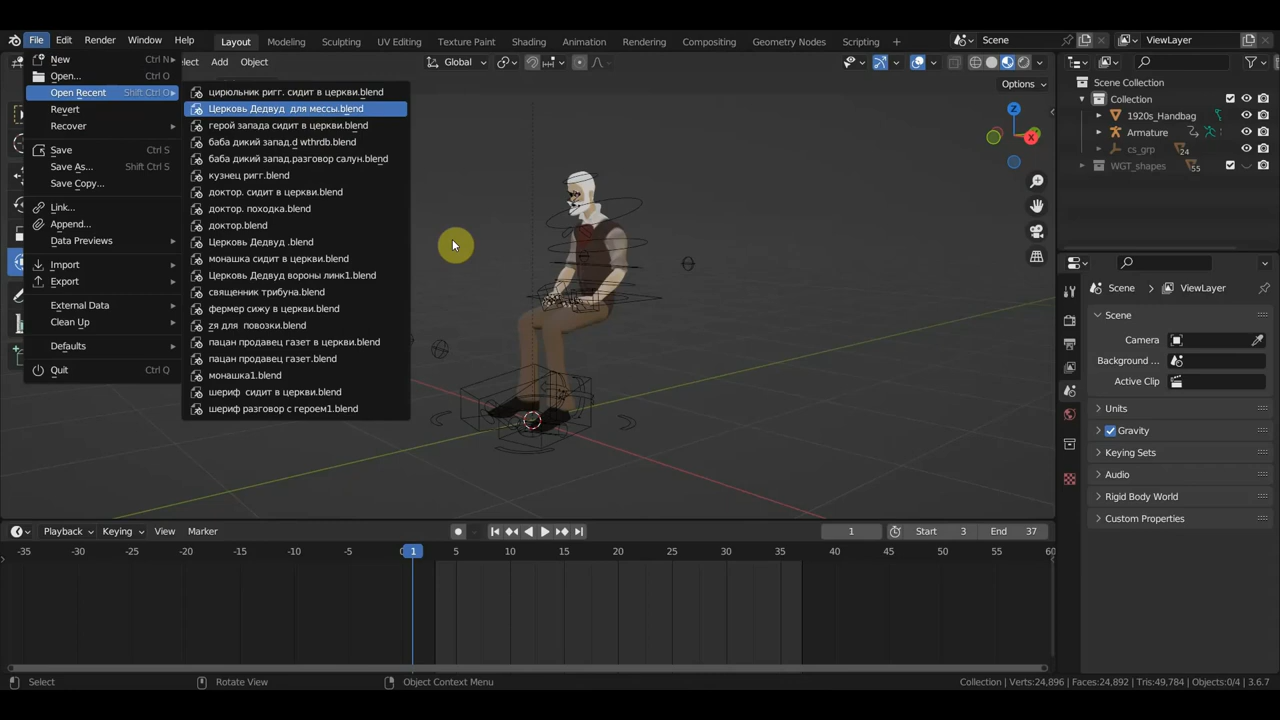 File Edit Render Window Help Layout Modeling Sculpting UV Editing Texture Paint Shading Animation Rendering Compositing Geometry Nodes Scripting + Scene ViewLayer
lect Add Object Global Options
New Ctrl N
Open... Ctrl O
Open Recent Shift Ctrl O
Revert
Recover
Save Ctrl S
Save As... Shift Ctrl S
Save Copy...
Link...
Append...
Data Previews
Import
Export
External Data
Clean Up
Defaults
Quit Ctrl Q
цирюльник ригг. сидит в церкви.blend
Церковь Дедвуд для мессы.blend
герой запада сидит в церкви.blend
баба дикий запад.d wthrdb.blend
баба дикий запад.разговор салун.blend
кузнец ригг.blend
доктор. сидит в церкви.blend
доктор. походка.blend
доктор.blend
Церковь Дедвуд .blend
монашка сидит в церкви.blend
Церковь Дедвуд вороны линк1.blend
священник трибуна.blend
фермер сижу в церкви.blend
zя для повозки.blend
пацан продавец газет в церкви.blend
пацан продавец газет.blend
монашка1.blend
шериф сидит в церкви.blend
шериф разговор с героем1.blend
Z
X
Scene Collection
Collection
1920s_Handbag
Armature
cs_grp 24
WGT_shapes 55
Scene ViewLayer
Scene
Camera
Background ...
Active Clip
Units
Gravity
Keying Sets
Audio
Rigid Body World
Custom Properties
Playback Keying View Marker 1 Start 3 End 37
-35 -30 -25 -20 -15 -10 -5 0 1 5 10 15 20 25 30 35 40 45 50 55 60
Select Rotate View Object Context Menu Collection | Verts:24,896 | Faces:24,892 | Tris:49,784 | Objects:0/4 | 3.6.7